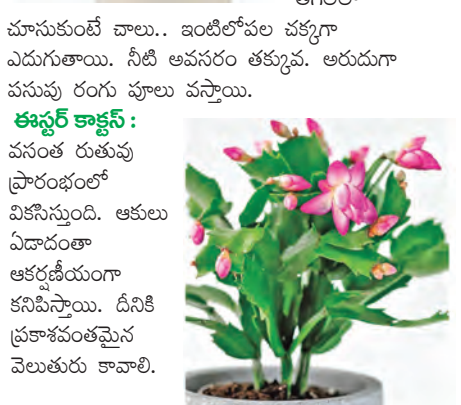 చూసుకుంటే చాలు.. ఇంటిలోపల చక్కగా
ఎదుగుతాయి. నీటి అవసరం తక్కువ. అరుదుగా
పసుపు రంగు పూలు వస్తాయి.
ఈస్టర్ కాక్టస్ :
వసంత రుతువు
ప్రారంభంలో
వికసిస్తుంది. ఆకులు
ఏడాదంతా
ఆకర్షణీయంగా
కనిపిస్తాయి. దీనికి
ప్రకాశవంతమైన
వెలుతురు కావాలి.